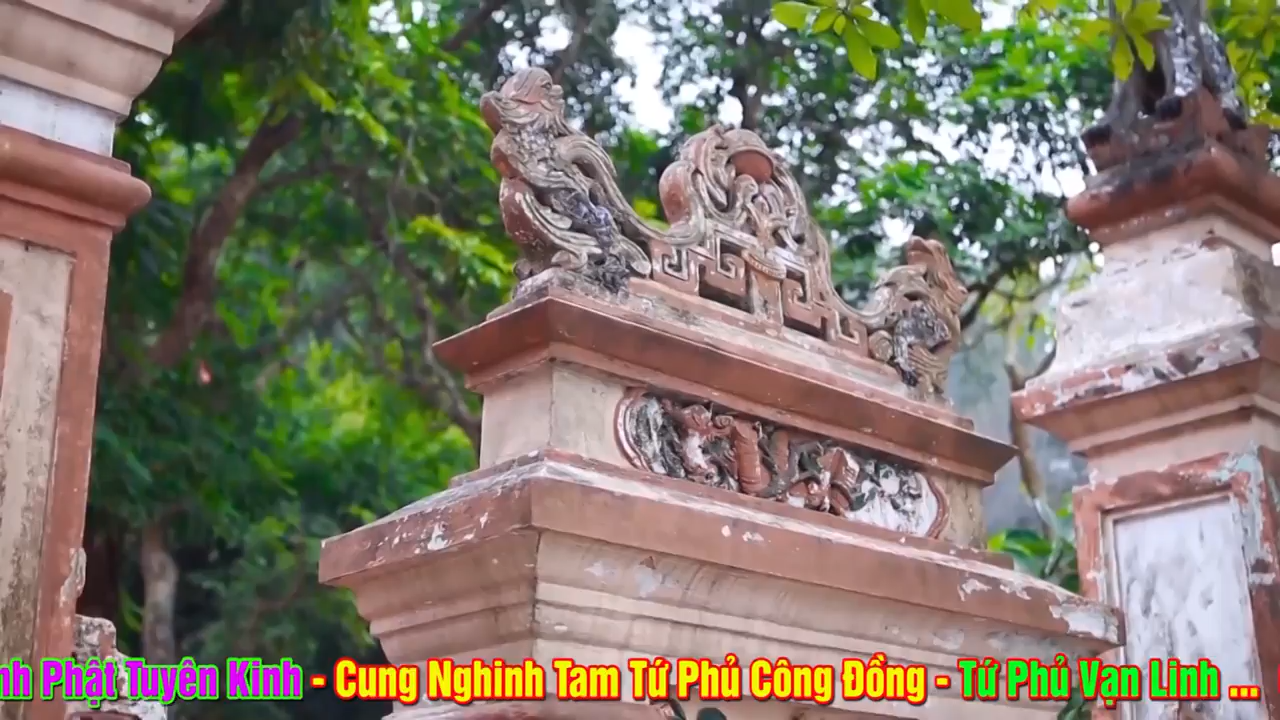 Phật Tuyên Kinh - Cung Nghinh Tam Tứ Phủ Công Đồng - Tứ Phủ Vạn Linh ...